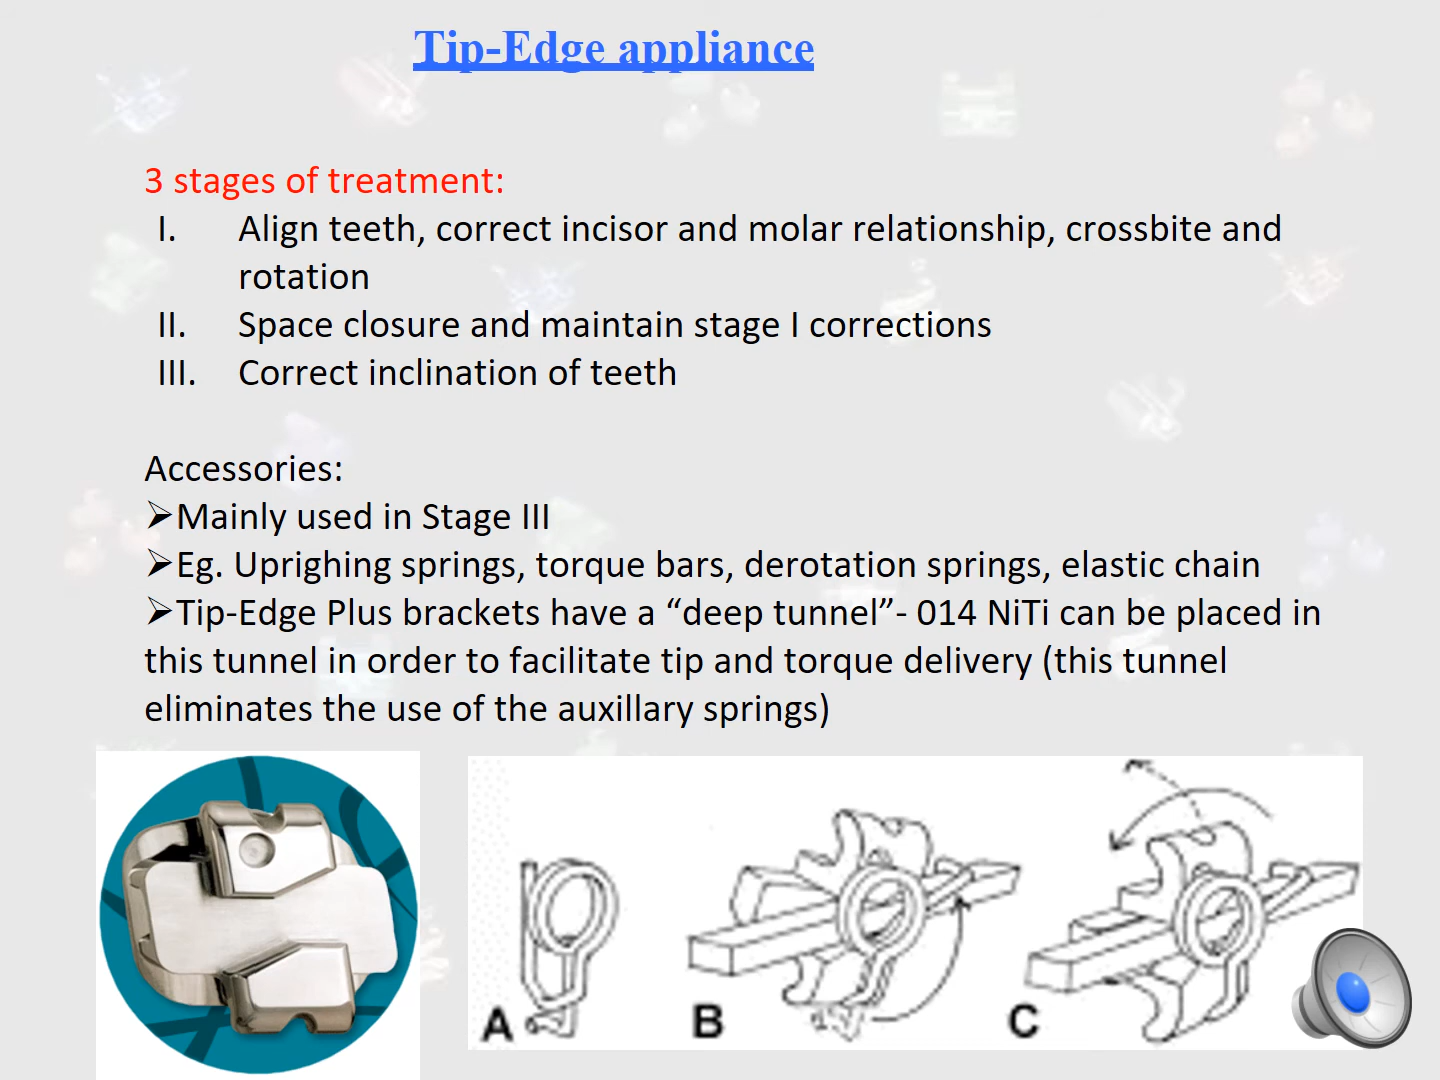 Tip-Edge appliance
3 stages of treatment:
I. Align teeth, correct incisor and molar relationship, crossbite and
rotation
II. Space closure and maintain stage I corrections
III. Correct inclination of teeth
Accessories:
➢Mainly used in Stage III
➢Eg. Uprighing springs, torque bars, derotation springs, elastic chain
➢Tip-Edge Plus brackets have a “deep tunnel”- 014 NiTi can be placed in
this tunnel in order to facilitate tip and torque delivery (this tunnel
eliminates the use of the auxillary springs)
A B C